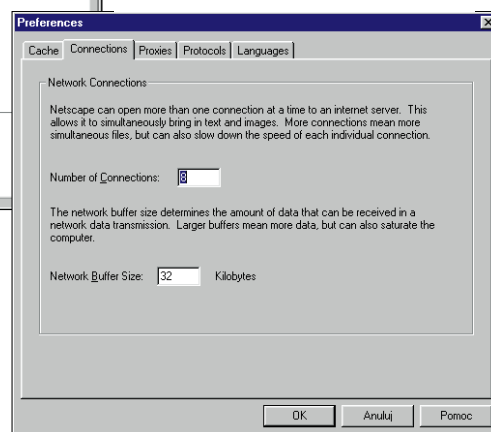 Preferences
Cache Connections Proxies Protocols Languages
Network Connections
Netscape can open more than one connection at a time to an internet server. This
allows it to simultaneously bring in text and images. More connections mean more
simultaneous files, but can also slow down the speed of each individual connection.
Number of Connections: 8
The network buffer size determines the amount of data that can be received in a
network data transmission. Larger buffers mean more data, but can also saturate the
computer.
Network Buffer Size: 32 Kilobytes
OK Anuluj Pomoc